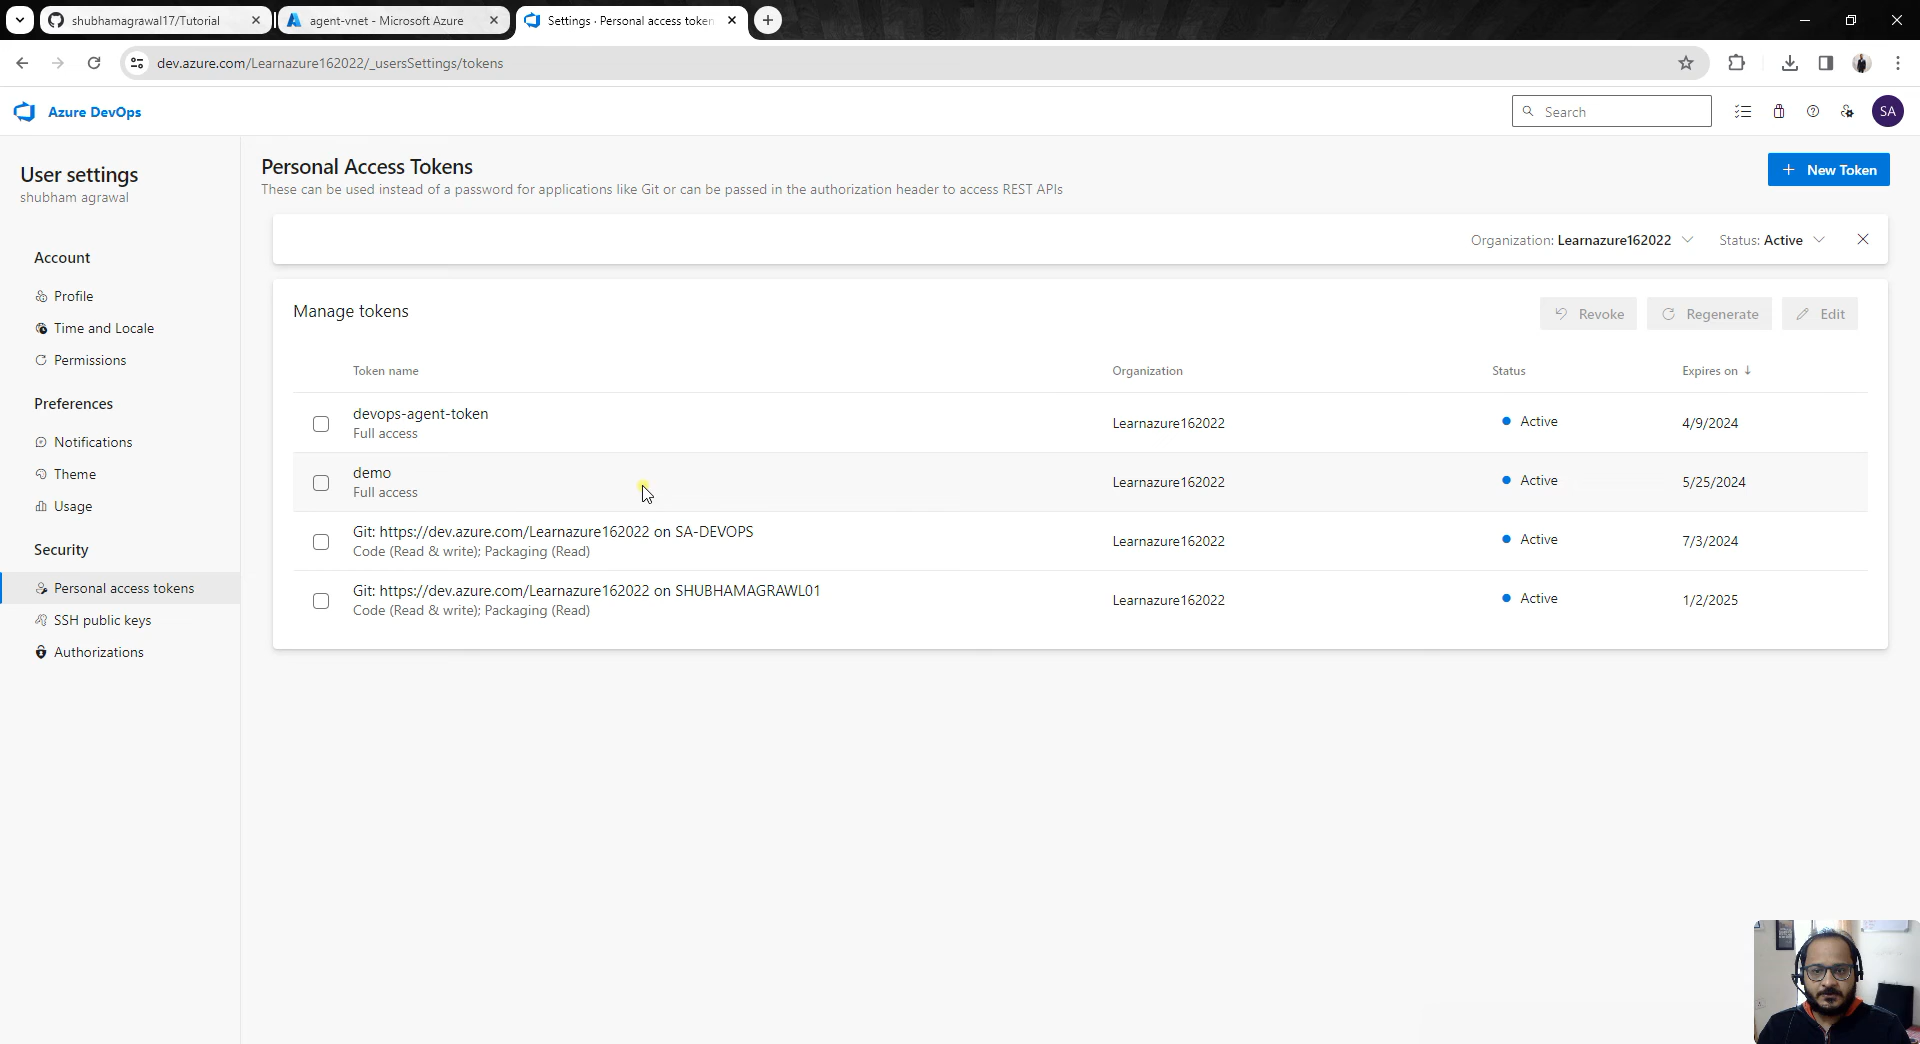 shubhamagrawal17/Tutorial
agent-vnet - Microsoft Azure
Settings · Personal access token
dev.azure.com/Learnazure162022/_usersSettings/tokens
Azure DevOps
Search
SA
User settings
shubham agrawal
Account
Profile
Time and Locale
Permissions
Preferences
Notifications
Theme
Usage
Security
Personal access tokens
SSH public keys
Authorizations
Personal Access Tokens
These can be used instead of a password for applications like Git or can be passed in the authorization header to access REST APIs
New Token
Organization: Learnazure162022
Status: Active
Manage tokens
Revoke
Regenerate
Edit
Token name Organization Status Expires on
devops-agent-token
Full access
Learnazure162022 Active 4/9/2024
demo
Full access
Learnazure162022 Active 5/25/2024
Git: https://dev.azure.com/Learnazure162022 on SA-DEVOPS
Code (Read & write); Packaging (Read)
Learnazure162022 Active 7/3/2024
Git: https://dev.azure.com/Learnazure162022 on SHUBHAMAGRAWL01
Code (Read & write); Packaging (Read)
Learnazure162022 Active 1/2/2025